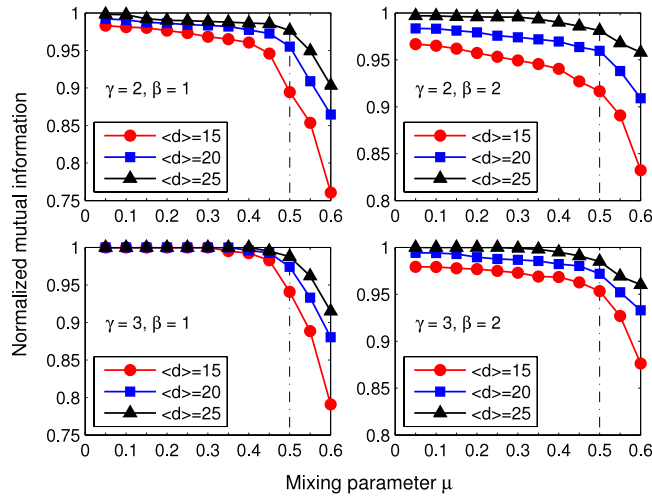 Normalized mutual information
1
0.95
0.9
0.85
0.8
0.75
γ = 2, β = 1
<d>=15
<d>=20
<d>=25
0 0.1 0.2 0.3 0.4 0.5 0.6
1
0.95
0.9
0.85
0.8
γ = 2, β = 2
<d>=15
<d>=20
<d>=25
0 0.1 0.2 0.3 0.4 0.5 0.6
1
0.95
0.9
0.85
0.8
0.75
γ = 3, β = 1
<d>=15
<d>=20
<d>=25
0 0.1 0.2 0.3 0.4 0.5 0.6
1
0.95
0.9
0.85
0.8
γ = 3, β = 2
<d>=15
<d>=20
<d>=25
0 0.1 0.2 0.3 0.4 0.5 0.6
Mixing parameter μ